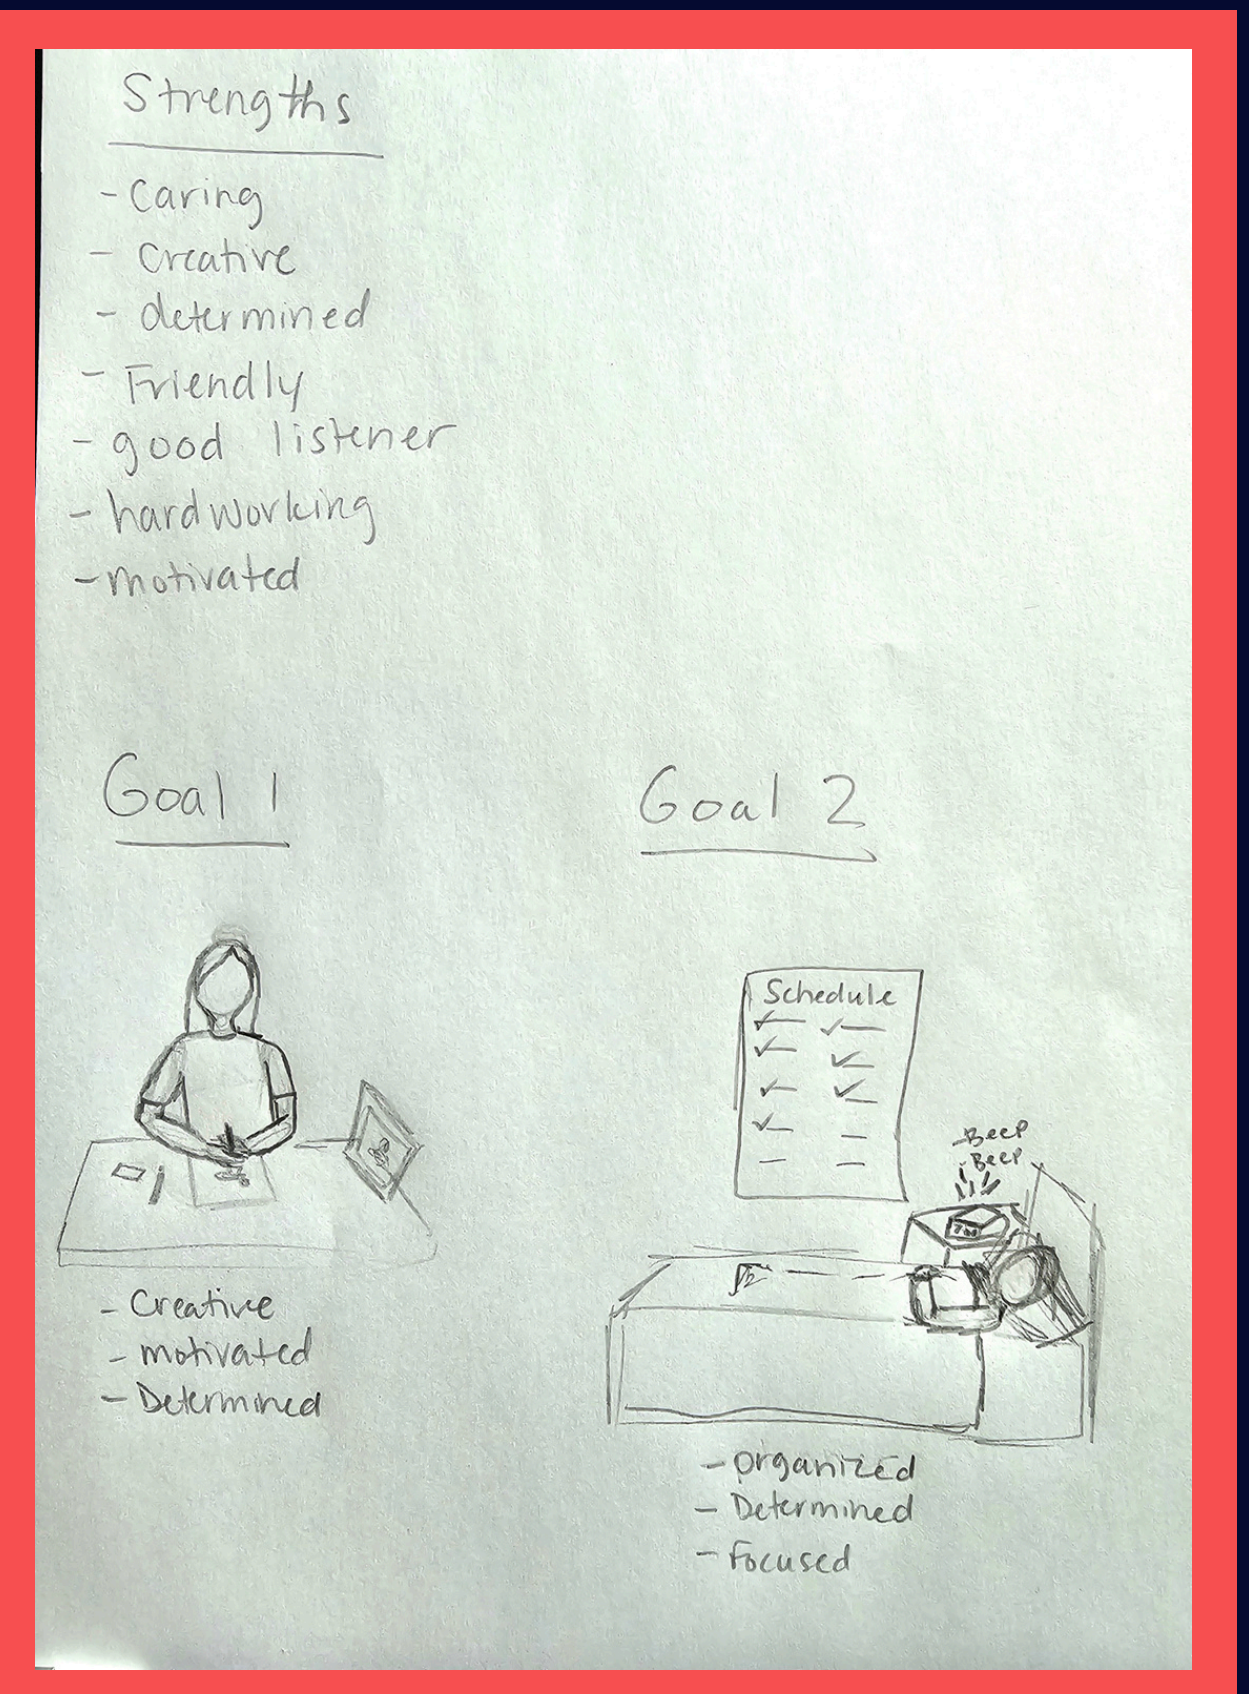 Strengths
- Caring
- Creative
- determined
- Friendly
- good listener
- hardworking
- motivated
Goal 1
- Creative
- motivated
- Determined
Goal 2
Schedule
- Beep
- Beep
- organized
- Determined
- Focused